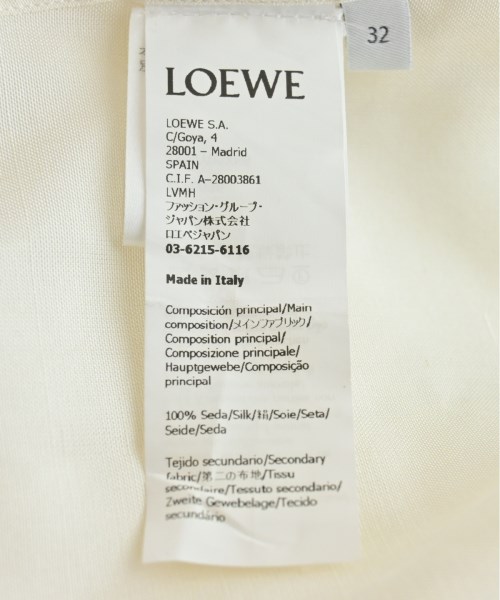 32
LOEWE
LOEWE S.A.
C/Goya, 4
28001 – Madrid
SPAIN
C.I.F. A-28003861
LVMH
ファッション・グループ・
ジャパン株式会社
ロエベジャパン
03-6215-6116
Made in Italy
Composición principal/Main
composition/メインファブリック/
Composition principal/
Composizione principale/
Hauptgewebe/Composição
principal
100% Seda/Silk/絹/Soie/Seta/
Seide/Seda
Tejido secundario/Secondary
fabric/第二の布地/Tissu
secondaire/Tessuto secondario/
Zweite Gewebelage/Tecido
secundário